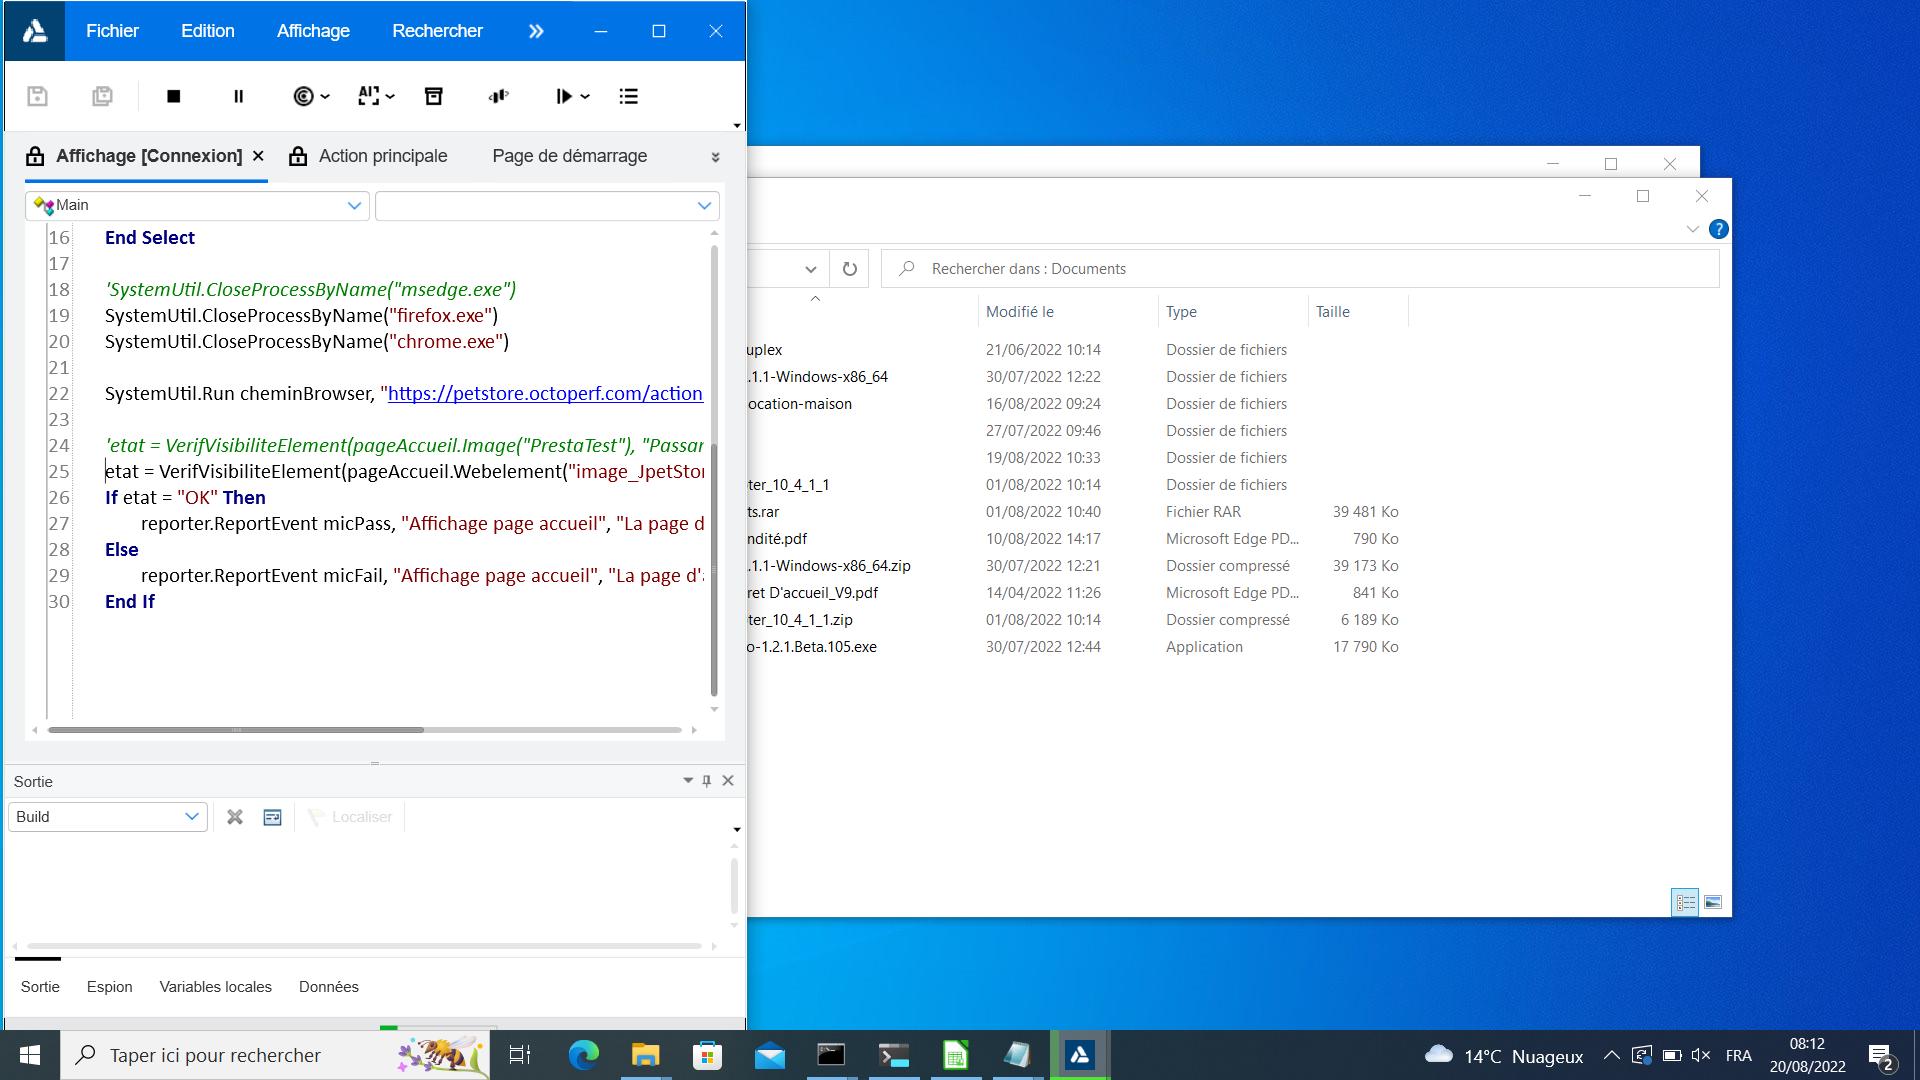 Fichier
Edition
Affichage
Rechercher
Affichage [Connexion]
Action principale
Page de démarrage
Main
16 End Select
17
18 'SystemUtil.CloseProcessByName("msedge.exe")
19 SystemUtil.CloseProcessByName("firefox.exe")
20 SystemUtil.CloseProcessByName("chrome.exe")
21
22 SystemUtil.Run cheminBrowser, "https://petstore.octoperf.com/action
23
24 'etat = VerifVisibiliteElement(pageAccueil.Image("PrestaTest"), "Passar
25 etat = VerifVisibiliteElement(pageAccueil.Webelement("image_JpetStor
26 If etat = "OK" Then
27 reporter.ReportEvent micPass, "Affichage page accueil", "La page d
28 Else
29 reporter.ReportEvent micFail, "Affichage page accueil", "La page d'a
30 End If
Sortie
Build
Localiser
Sortie
Espion
Variables locales
Données
Rechercher dans : Documents
Modifié le
Type
Taille
uplex 21/06/2022 10:14 Dossier de fichiers
.1.1-Windows-x86_64 30/07/2022 12:22 Dossier de fichiers
ocation-maison 16/08/2022 09:24 Dossier de fichiers
27/07/2022 09:46 Dossier de fichiers
19/08/2022 10:33 Dossier de fichiers
ter_10_4_1_1 01/08/2022 10:14 Dossier de fichiers
ts.rar 01/08/2022 10:40 Fichier RAR 39 481 Ko
ndité.pdf 10/08/2022 14:17 Microsoft Edge PD... 790 Ko
.1.1-Windows-x86_64.zip 30/07/2022 12:21 Dossier compressé 39 173 Ko
ret D'accueil_V9.pdf 14/04/2022 11:26 Microsoft Edge PD... 841 Ko
ter_10_4_1_1.zip 01/08/2022 10:14 Dossier compressé 6 189 Ko
o-1.2.1.Beta.105.exe 30/07/2022 12:44 Application 17 790 Ko
Taper ici pour rechercher
14°C Nuageux
FRA
08:12
20/08/2022
2